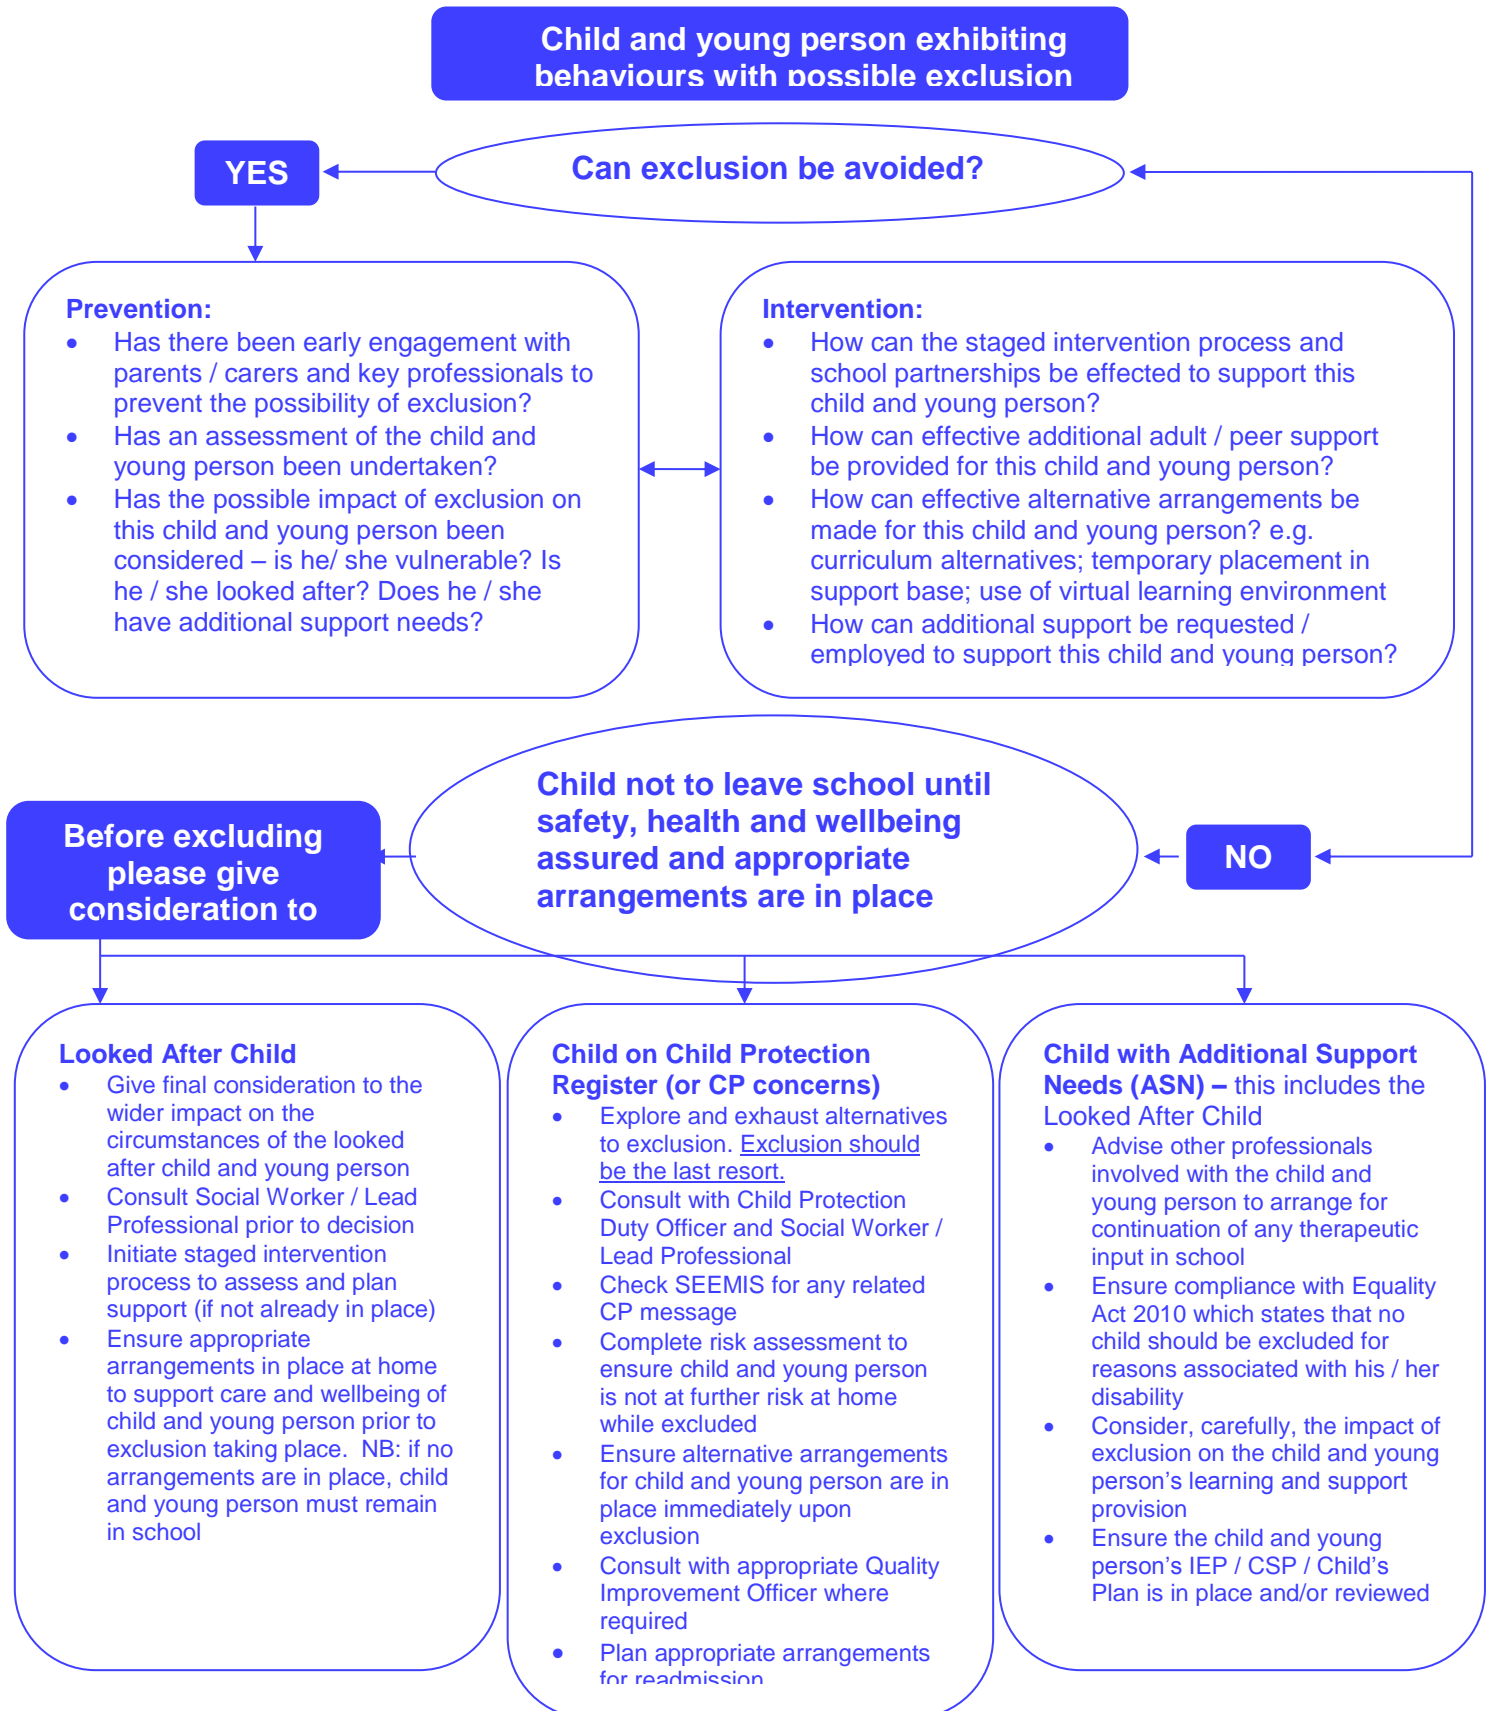 Child and young person exhibiting
behaviours with possible exclusion
Can exclusion be avoided?
YES
Prevention:
• Has there been early engagement with
parents / carers and key professionals to
prevent the possibility of exclusion?
• Has an assessment of the child and
young person been undertaken?
• Has the possible impact of exclusion on
this child and young person been
considered – is he/ she vulnerable? Is
he / she looked after? Does he / she
have additional support needs?
Intervention:
• How can the staged intervention process and
school partnerships be effected to support this
child and young person?
• How can effective additional adult / peer support
be provided for this child and young person?
• How can effective alternative arrangements be
made for this child and young person? e.g.
curriculum alternatives; temporary placement in
support base; use of virtual learning environment
• How can additional support be requested /
employed to support this child and young person?
NO
Child not to leave school until
safety, health and wellbeing
assured and appropriate
arrangements are in place
Before excluding
please give
consideration to
Looked After Child
• Give final consideration to the
wider impact on the
circumstances of the looked
after child and young person
• Consult Social Worker / Lead
Professional prior to decision
• Initiate staged intervention
process to assess and plan
support (if not already in place)
• Ensure appropriate
arrangements in place at home
to support care and wellbeing of
child and young person prior to
exclusion taking place. NB: if no
arrangements are in place, child
and young person must remain
in school
Child on Child Protection
Register (or CP concerns)
• Explore and exhaust alternatives
to exclusion. Exclusion should
be the last resort.
• Consult with Child Protection
Duty Officer and Social Worker /
Lead Professional
• Check SEEMIS for any related
CP message
• Complete risk assessment to
ensure child and young person
is not at further risk at home
while excluded
• Ensure alternative arrangements
for child and young person are in
place immediately upon
exclusion
• Consult with appropriate Quality
Improvement Officer where
required
• Plan appropriate arrangements
for readmission
Child with Additional Support
Needs (ASN) – this includes the
Looked After Child
• Advise other professionals
involved with the child and
young person to arrange for
continuation of any therapeutic
input in school
• Ensure compliance with Equality
Act 2010 which states that no
child should be excluded for
reasons associated with his / her
disability
• Consider, carefully, the impact of
exclusion on the child and young
person’s learning and support
provision
• Ensure the child and young
person’s IEP / CSP / Child’s
Plan is in place and/or reviewed